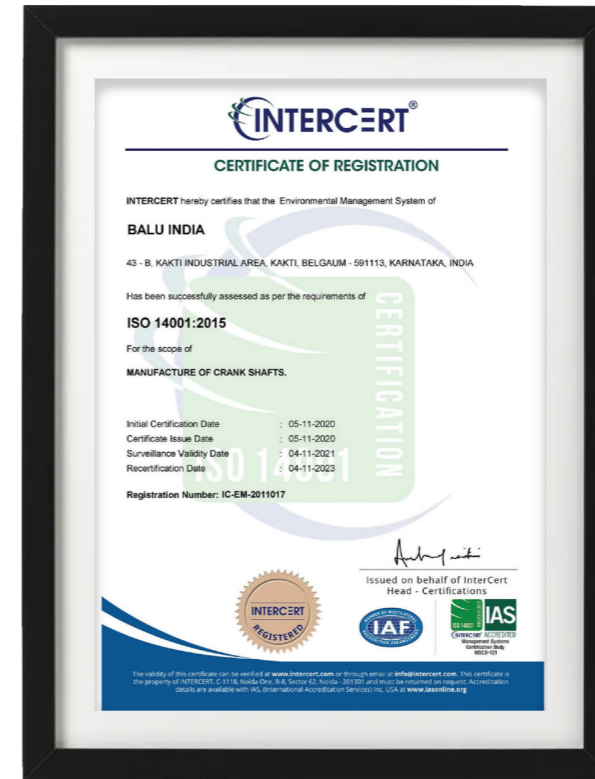 INTERCERT®
CERTIFICATE OF REGISTRATION
INTERCERT hereby certifies that the Environmental Management System of
BALU INDIA
43 - B, KAKTI INDUSTRIAL AREA, KAKTI, BELGAUM - 591113, KARNATAKA, INDIA
Has been successfully assessed as per the requirements of
ISO 14001:2015
For the scope of
MANUFACTURE OF CRANK SHAFTS.
Initial Certification Date : 05-11-2020
Certificate Issue Date : 05-11-2020
Surveillance Validity Date : 04-11-2021
Recertification Date : 04-11-2023
ISO 14001
CERTIFICATION
Registration Number: IC-EM-2011017
Issued on behalf of InterCert
Head - Certifications
INTERCERT
REGISTERED
IAF
ISO 14001
IAS
INTERCERT ACCREDITED
Management Systems
Certification Body
MSCB-121
The validity of this certificate can be verified at www.intercert.com or through email at info@intercert.com. This certificate is
the property of INTERCERT, C-1118, Noida One, B-8, Sector 62, Noida - 201301 and must be returned on request. Accreditation
details are available with IAS, (International Accreditation Services) Inc. USA at www.iasonline.org